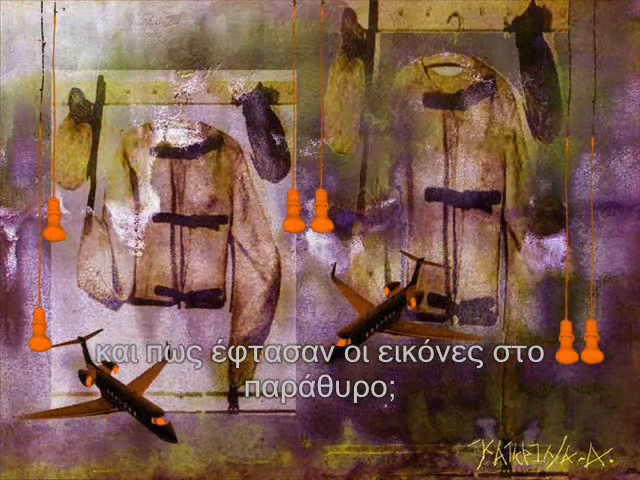 και πως έφτασαν οι εικόνες στο
παράθυρο;